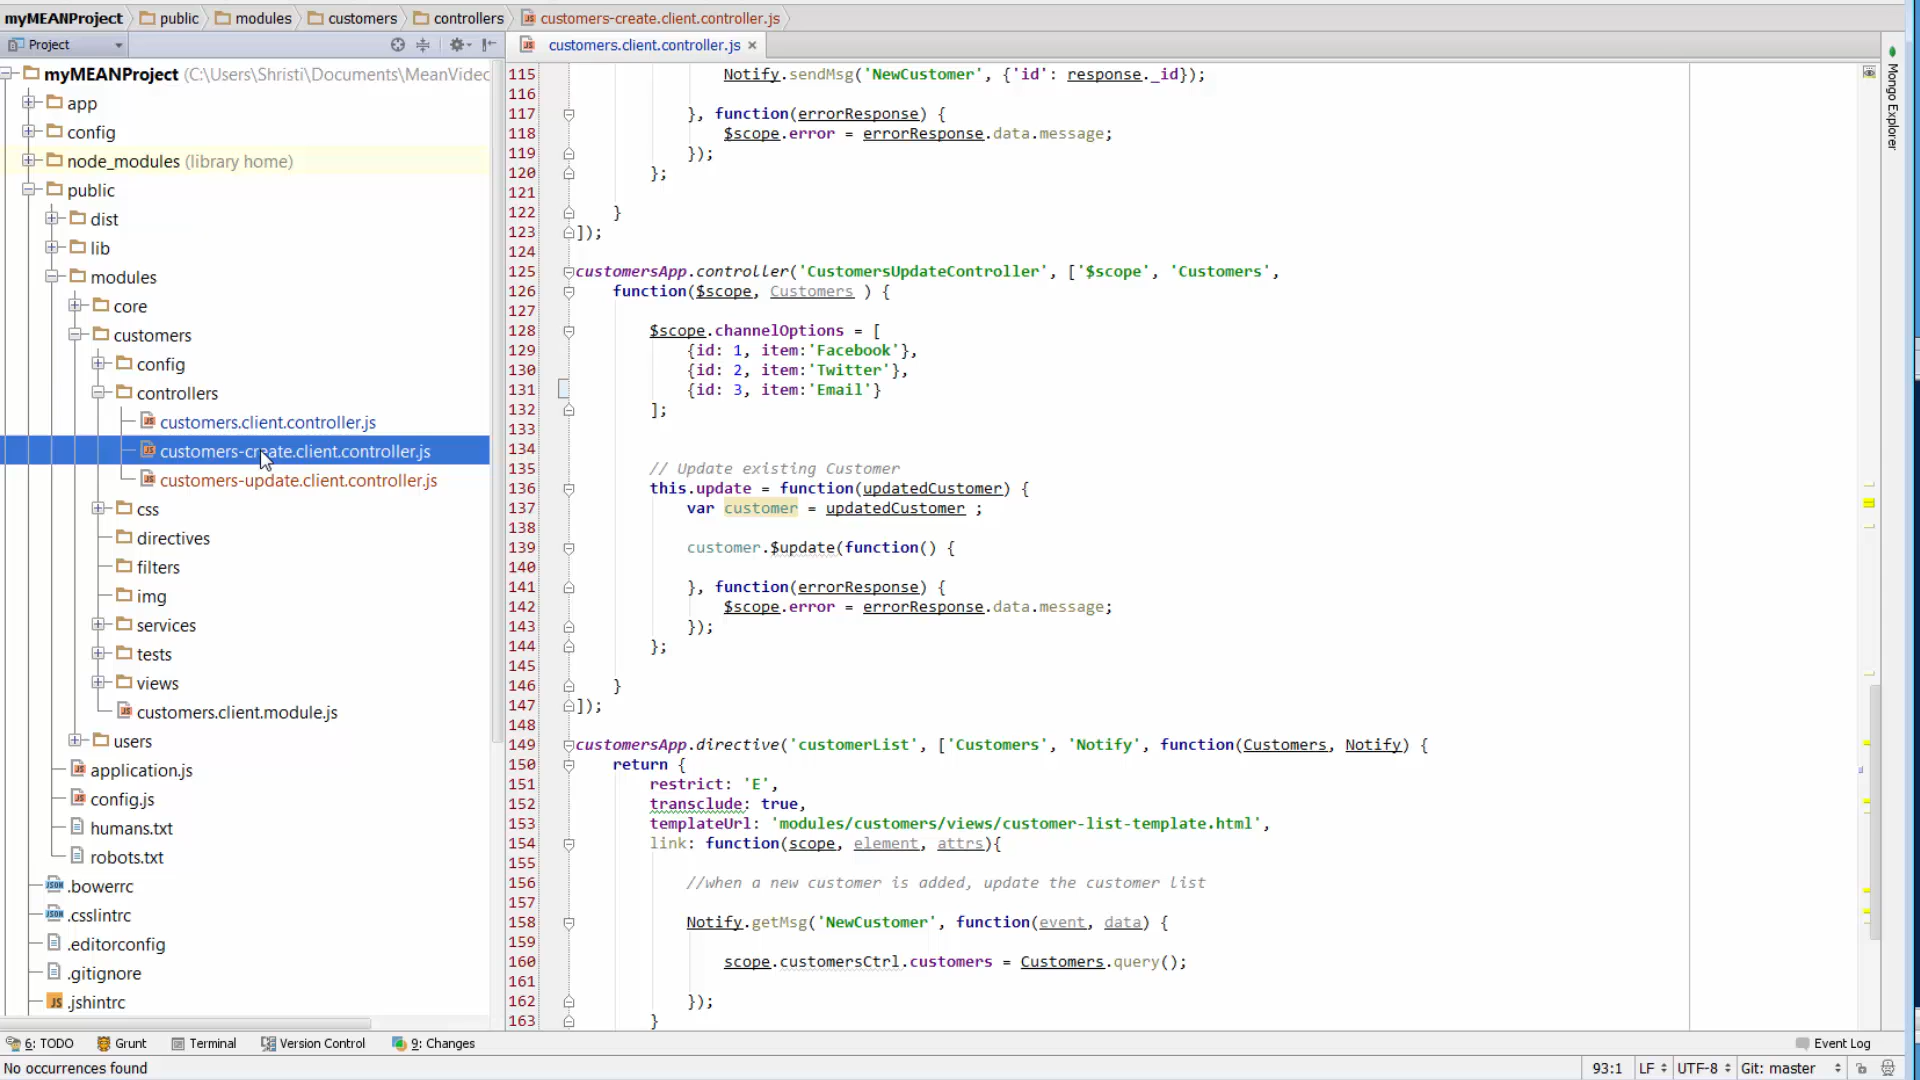 myMEANProject public modules customers controllers customers-create.client.controller.js
Project
customers.client.controller.js
myMEANProject (C:\Users\Shristi\Documents\MeanVideo
app
config
node_modules (library home)
public
dist
lib
modules
core
customers
config
controllers
customers.client.controller.js
customers-create.client.controller.js
customers-update.client.controller.js
css
directives
filters
img
services
tests
views
customers.client.module.js
users
application.js
config.js
humans.txt
robots.txt
.bowerrc
.csslintrc
.editorconfig
.gitignore
.jshintrc
115 Notify.sendMsg('NewCustomer', {'id': response._id});
116
117 }, function(errorResponse) {
118 $scope.error = errorResponse.data.message;
119 });
120 };
121
122 }
123 ]);
124
125 customersApp.controller('CustomersUpdateController', ['$scope', 'Customers',
126 function($scope, Customers ) {
127
128 $scope.channelOptions = [
129 {id: 1, item:'Facebook'},
130 {id: 2, item:'Twitter'},
131 {id: 3, item:'Email'}
132 ];
133
134
135 // Update existing Customer
136 this.update = function(updatedCustomer) {
137 var customer = updatedCustomer ;
138
139 customer.$update(function() {
140
141 }, function(errorResponse) {
142 $scope.error = errorResponse.data.message;
143 });
144 };
145
146 }
147 ]);
148
149 customersApp.directive('customerList', ['Customers', 'Notify', function(Customers, Notify) {
150 return {
151 restrict: 'E',
152 transclude: true,
153 templateUrl: 'modules/customers/views/customer-list-template.html',
154 link: function(scope, element, attrs){
155
156 //when a new customer is added, update the customer list
157
158 Notify.getMsg('NewCustomer', function(event, data) {
159
160 scope.customersCtrl.customers = Customers.query();
161
162 });
163 }
Mongo Explorer
6: TODO Grunt Terminal Version Control 9: Changes Event Log
No occurrences found 93:1 LF UTF-8 Git: master